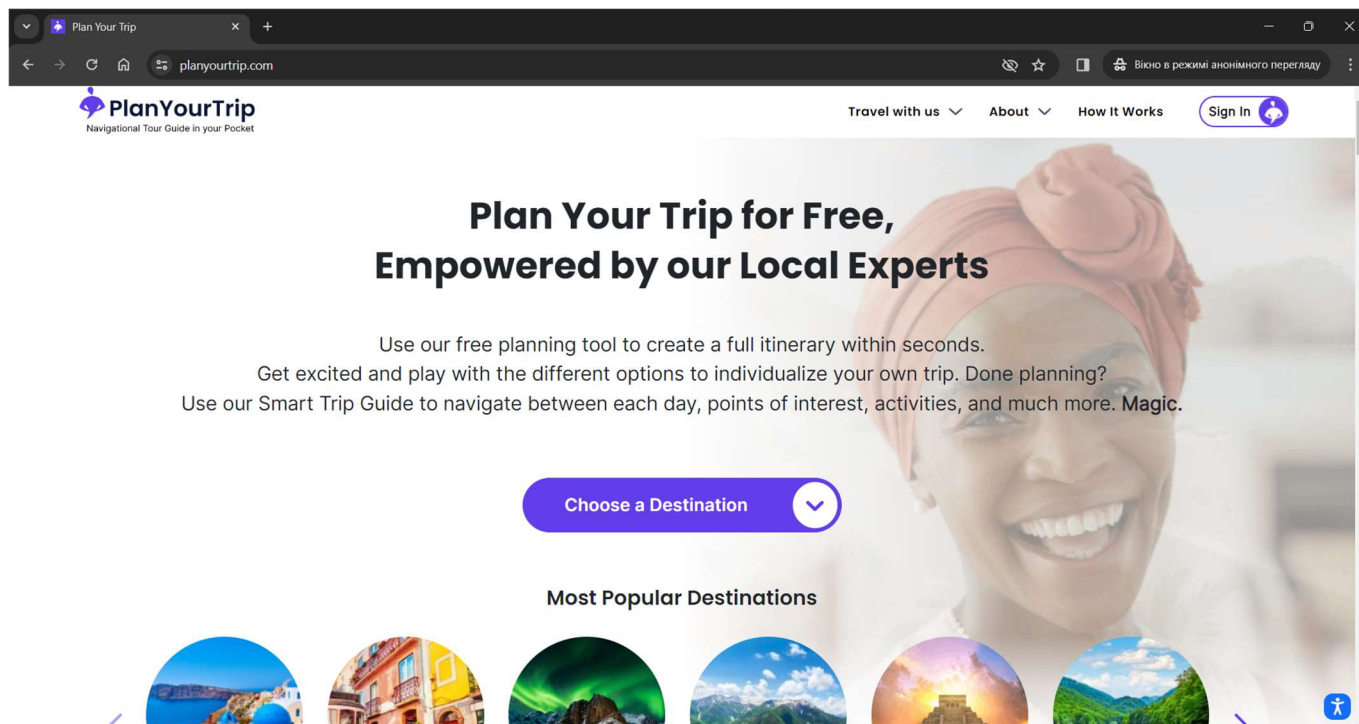 Plan Your Trip
planyourtrip.com
Вікно в режимі анонімного перегляду
PlanYourTrip
Navigational Tour Guide in your Pocket
Travel with us
About
How It Works
Sign In
Plan Your Trip for Free,
Empowered by our Local Experts
Use our free planning tool to create a full itinerary within seconds.
Get excited and play with the different options to individualize your own trip. Done planning?
Use our Smart Trip Guide to navigate between each day, points of interest, activities, and much more. Magic.
Choose a Destination
Most Popular Destinations